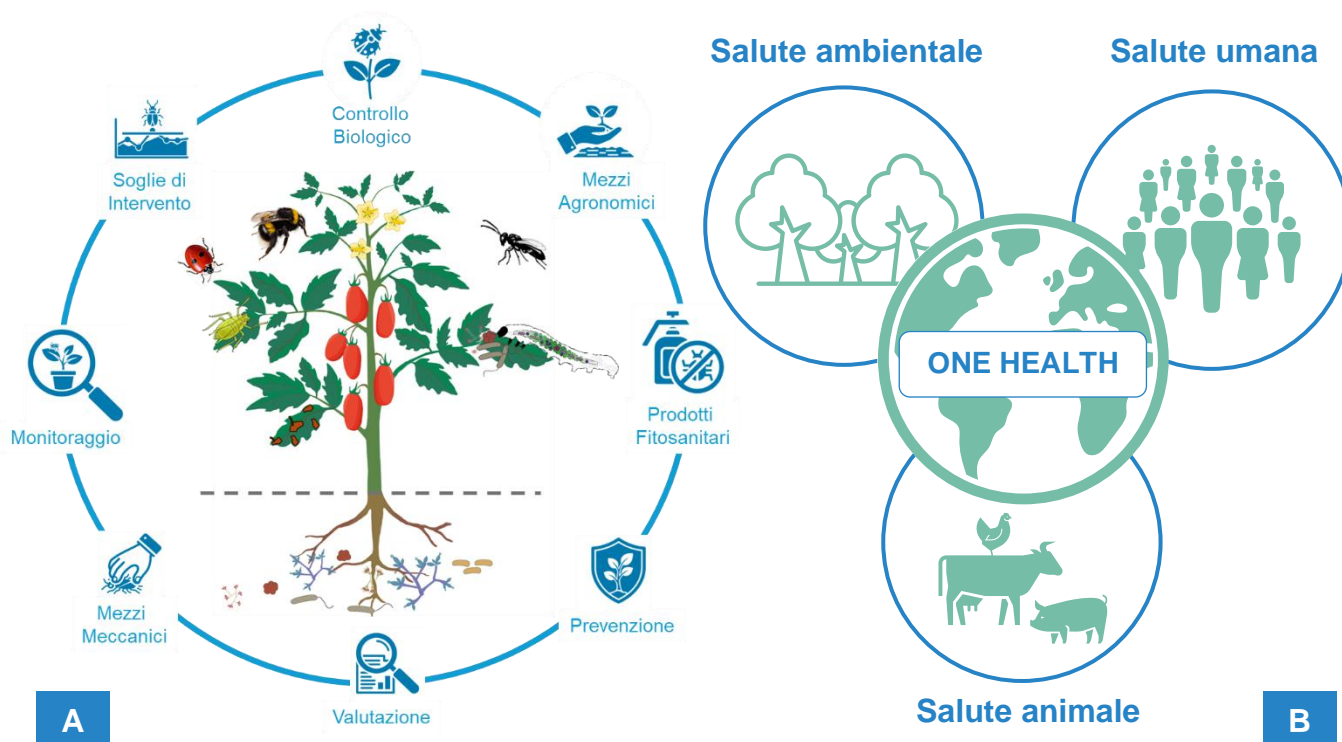 Controllo
Biologico
Mezzi
Agronomici
Prodotti
Fitosanitari
Prevenzione
Valutazione
Mezzi
Meccanici
Monitoraggio
Soglie di
Intervento
A
Salute ambientale
Salute umana
ONE HEALTH
Salute animale
B